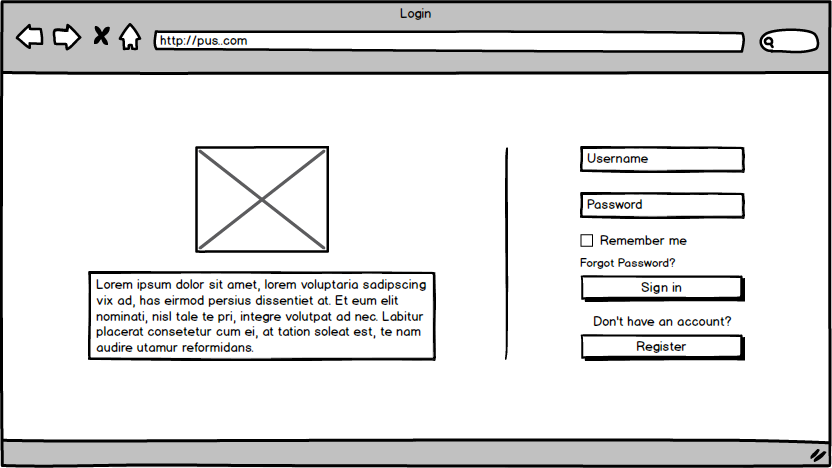 Login
http://pus..com
Username
Password
Remember me
Forgot Password?
Sign in
Don't have an account?
Register
Lorem ipsum dolor sit amet, lorem voluptaria sadipscing
vix ad, has eirmod persius dissentiet at. Et eum elit
nominati, nisl tale te pri, integre volutpat ad nec. Labitur
placerat consetetur cum ei, at tation soleat est, te nam
audire utamur reformidans.